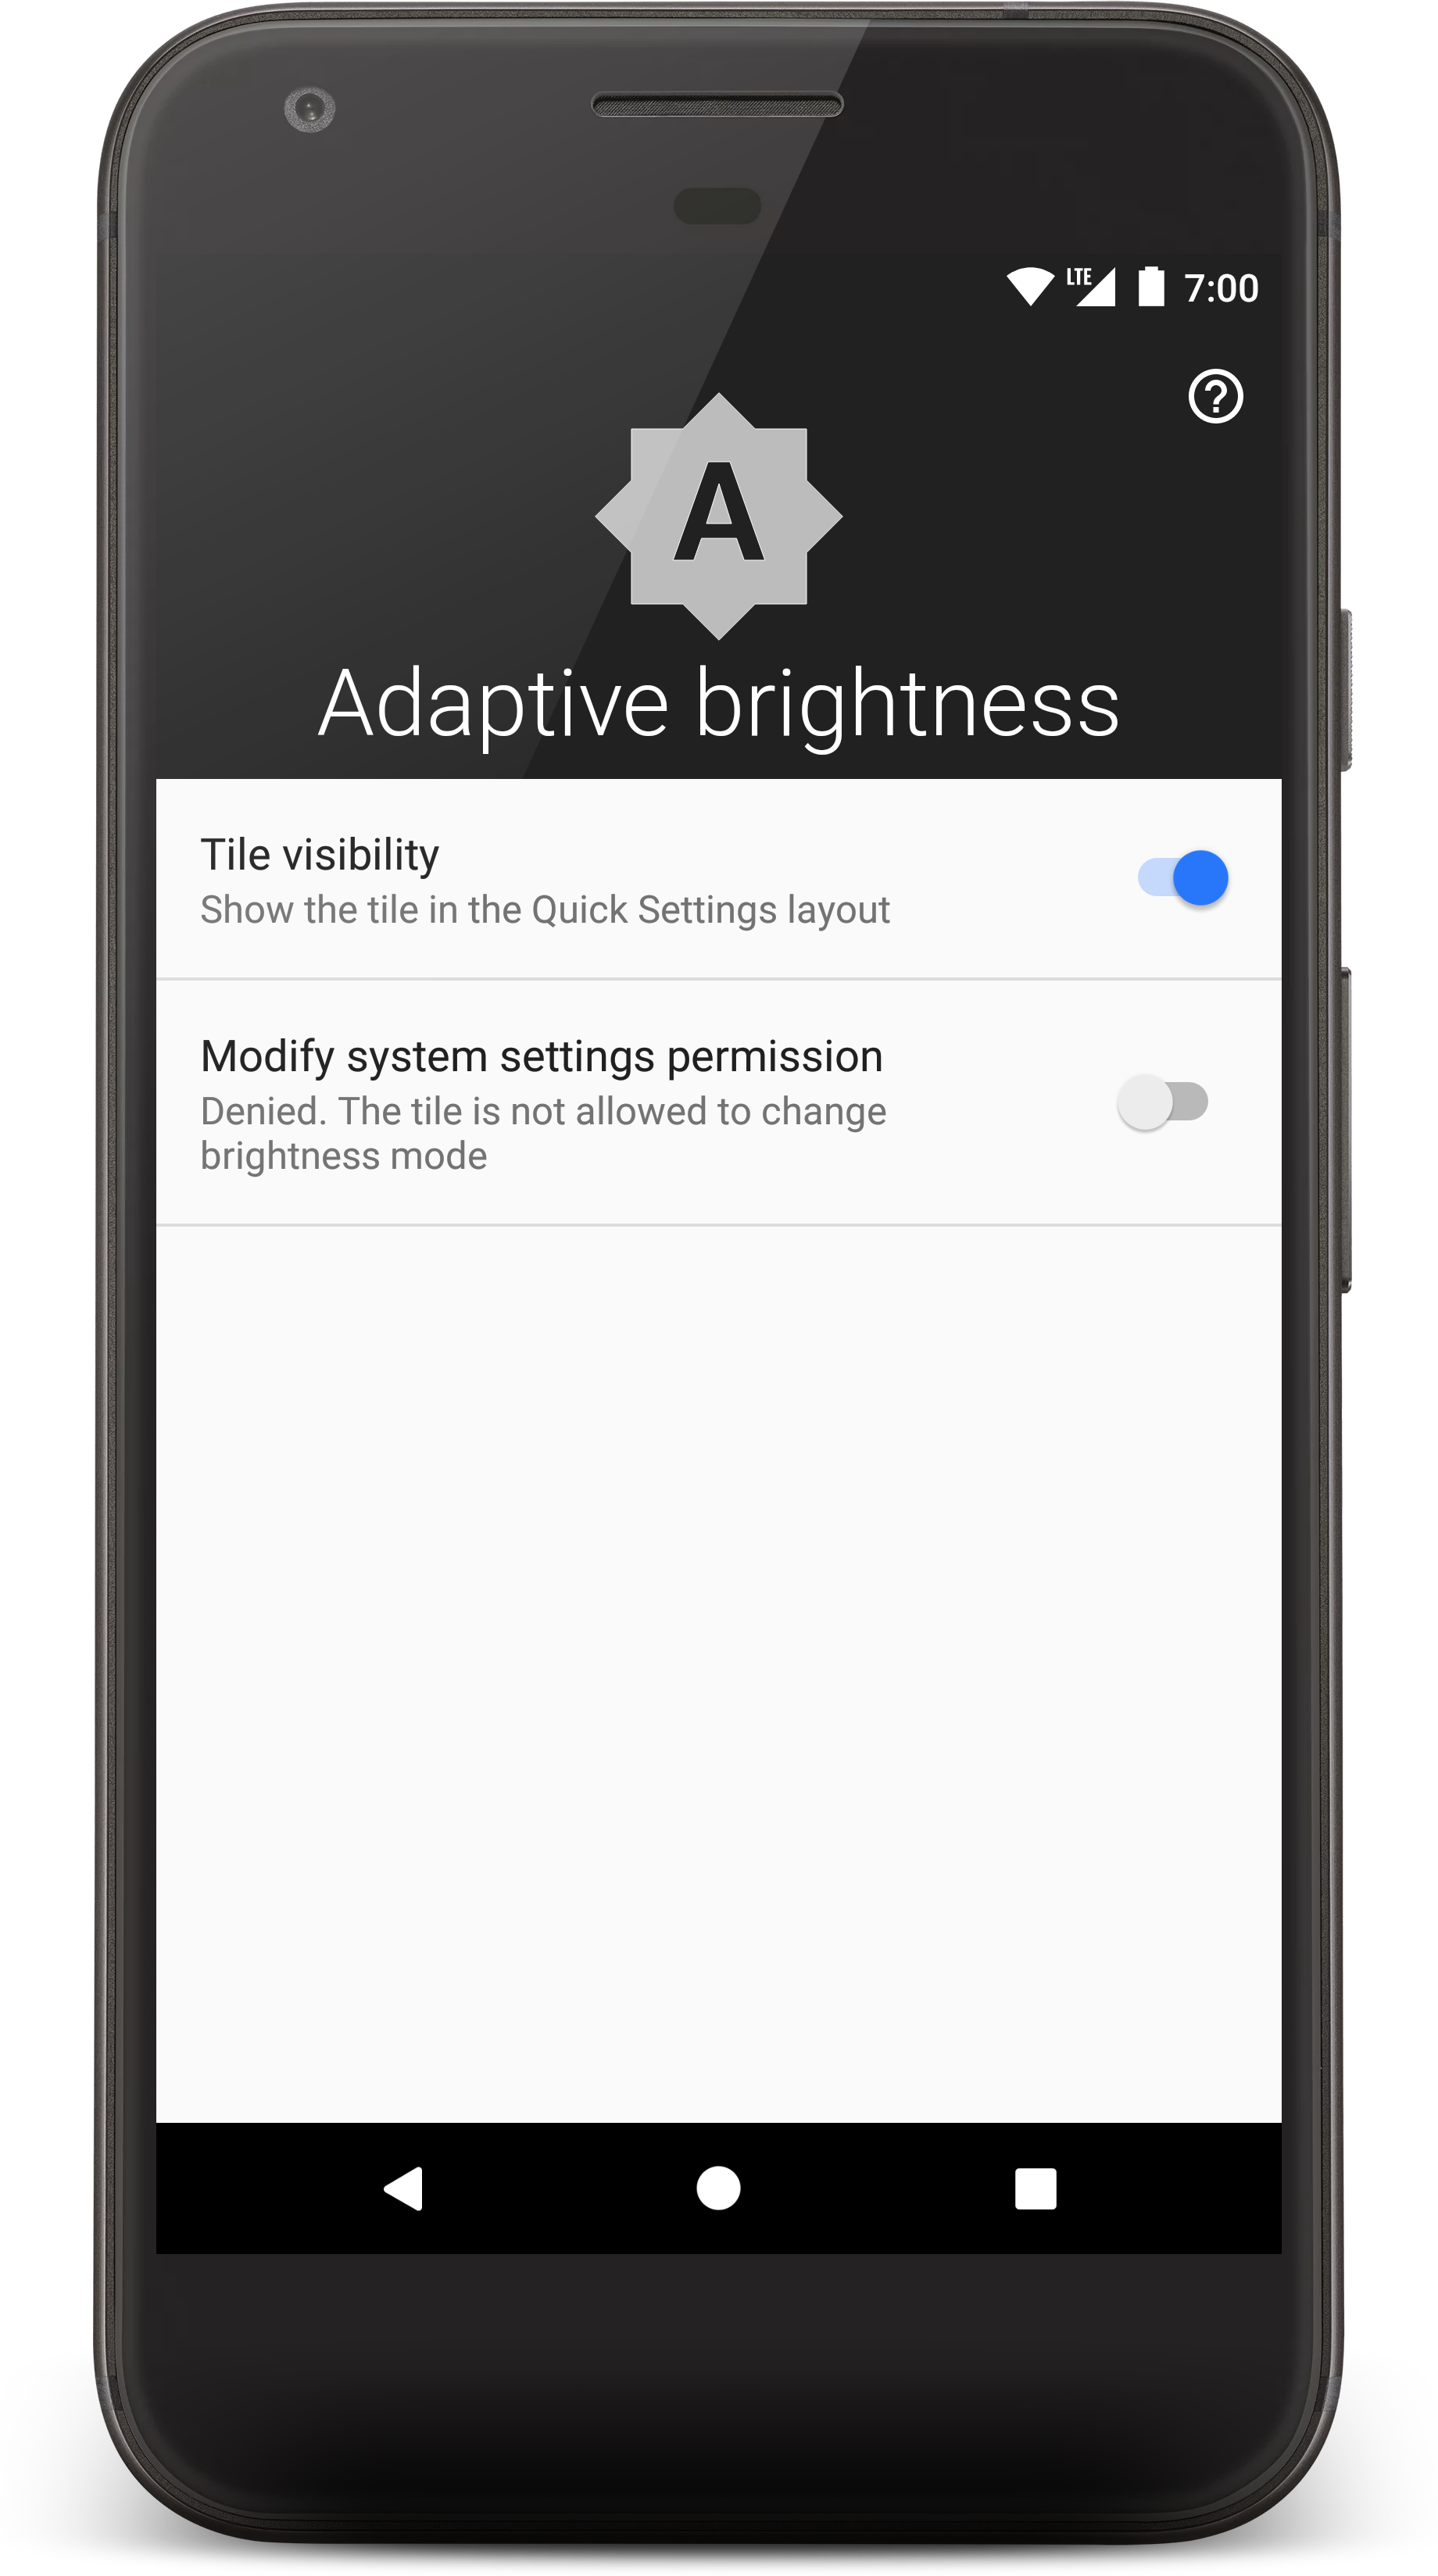 LTE 7:00
A
Adaptive brightness
Tile visibility
Show the tile in the Quick Settings layout
Modify system settings permission
Denied. The tile is not allowed to change
brightness mode